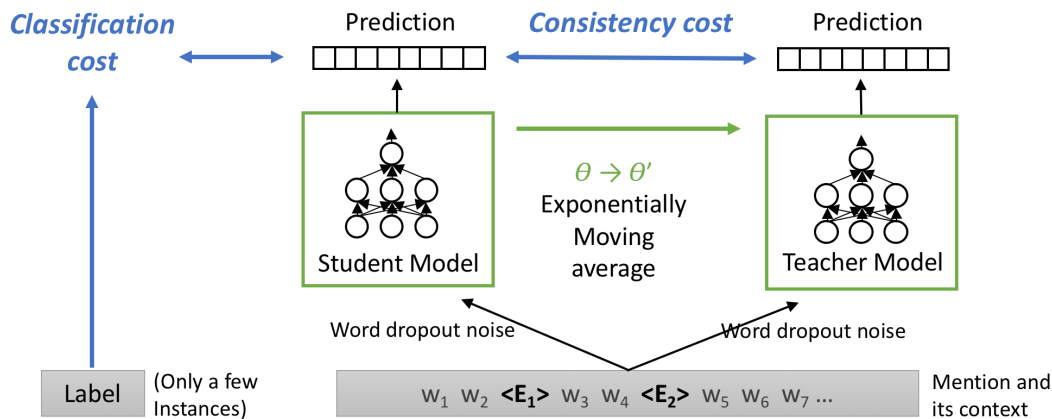 Classification
cost
Prediction
Consistency cost
Prediction
θ → θ’
Exponentially
Moving
average
Student Model
Teacher Model
Word dropout noise
Word dropout noise
Label
(Only a few
Instances)
w₁ w₂ <E₁> w₃ w₄ <E₂> w₅ w₆ w₇ ...
Mention and
its context